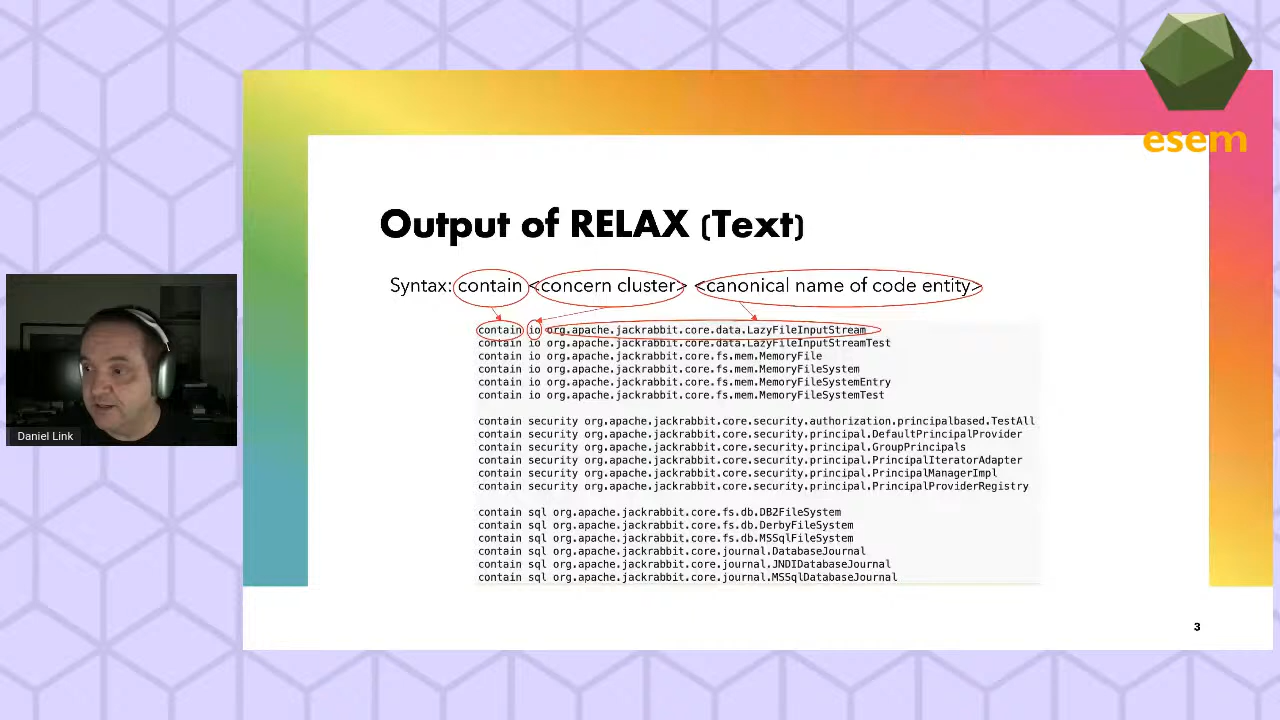 esem
Output of RELAX (Text)
Syntax: contain <concern cluster> <canonical name of code entity>
contain io org.apache.jackrabbit.core.data.LazyFileInputStream
contain io org.apache.jackrabbit.core.data.LazyFileInputStreamTest
contain io org.apache.jackrabbit.core.fs.mem.MemoryFile
contain io org.apache.jackrabbit.core.fs.mem.MemoryFileSystem
contain io org.apache.jackrabbit.core.fs.mem.MemoryFileSystemEntry
contain io org.apache.jackrabbit.core.fs.mem.MemoryFileSystemTest
contain security org.apache.jackrabbit.core.security.authorization.principalbased.TestAll
contain security org.apache.jackrabbit.core.security.principal.DefaultPrincipalProvider
contain security org.apache.jackrabbit.core.security.principal.GroupPrincipals
contain security org.apache.jackrabbit.core.security.principal.PrincipalIteratorAdapter
contain security org.apache.jackrabbit.core.security.principal.PrincipalManagerImpl
contain security org.apache.jackrabbit.core.security.principal.PrincipalProviderRegistry
contain sql org.apache.jackrabbit.core.fs.db.DB2FileSystem
contain sql org.apache.jackrabbit.core.fs.db.DerbyFileSystem
contain sql org.apache.jackrabbit.core.fs.db.MSSqlFileSystem
contain sql org.apache.jackrabbit.core.journal.DatabaseJournal
contain sql org.apache.jackrabbit.core.journal.JNDIDatabaseJournal
contain sql org.apache.jackrabbit.core.journal.MSSqlDatabaseJournal
Daniel Link
3